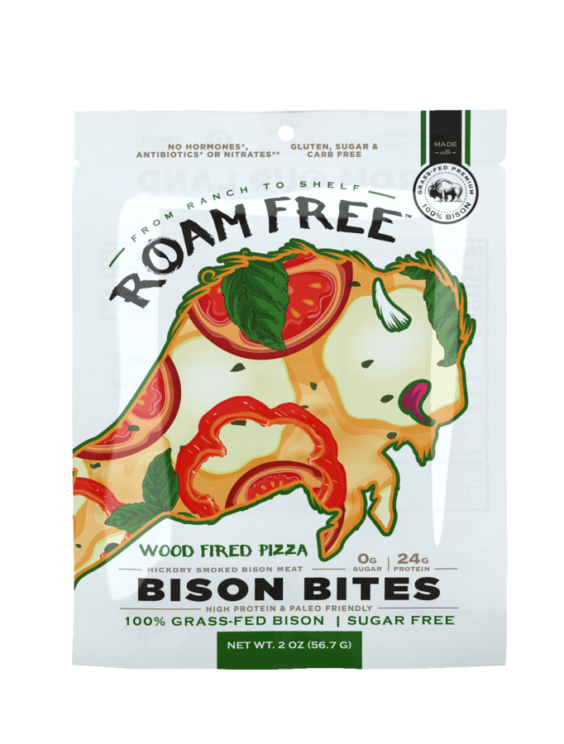 NO HORMONES*,
ANTIBIOTICS* OR NITRATES**
GLUTEN, SUGAR &
CARB FREE
MADE
with
GRASS-FED PREMIUM
100% BISON
FROM RANCH TO SHELF
ROAM FREE™
WOOD FIRED PIZZA
HICKORY SMOKED BISON MEAT
0G SUGAR | 24G PROTEIN
BISON BITES
HIGH PROTEIN & PALEO FRIENDLY
100% GRASS-FED BISON | SUGAR FREE
NET WT. 2 OZ (56.7 G)